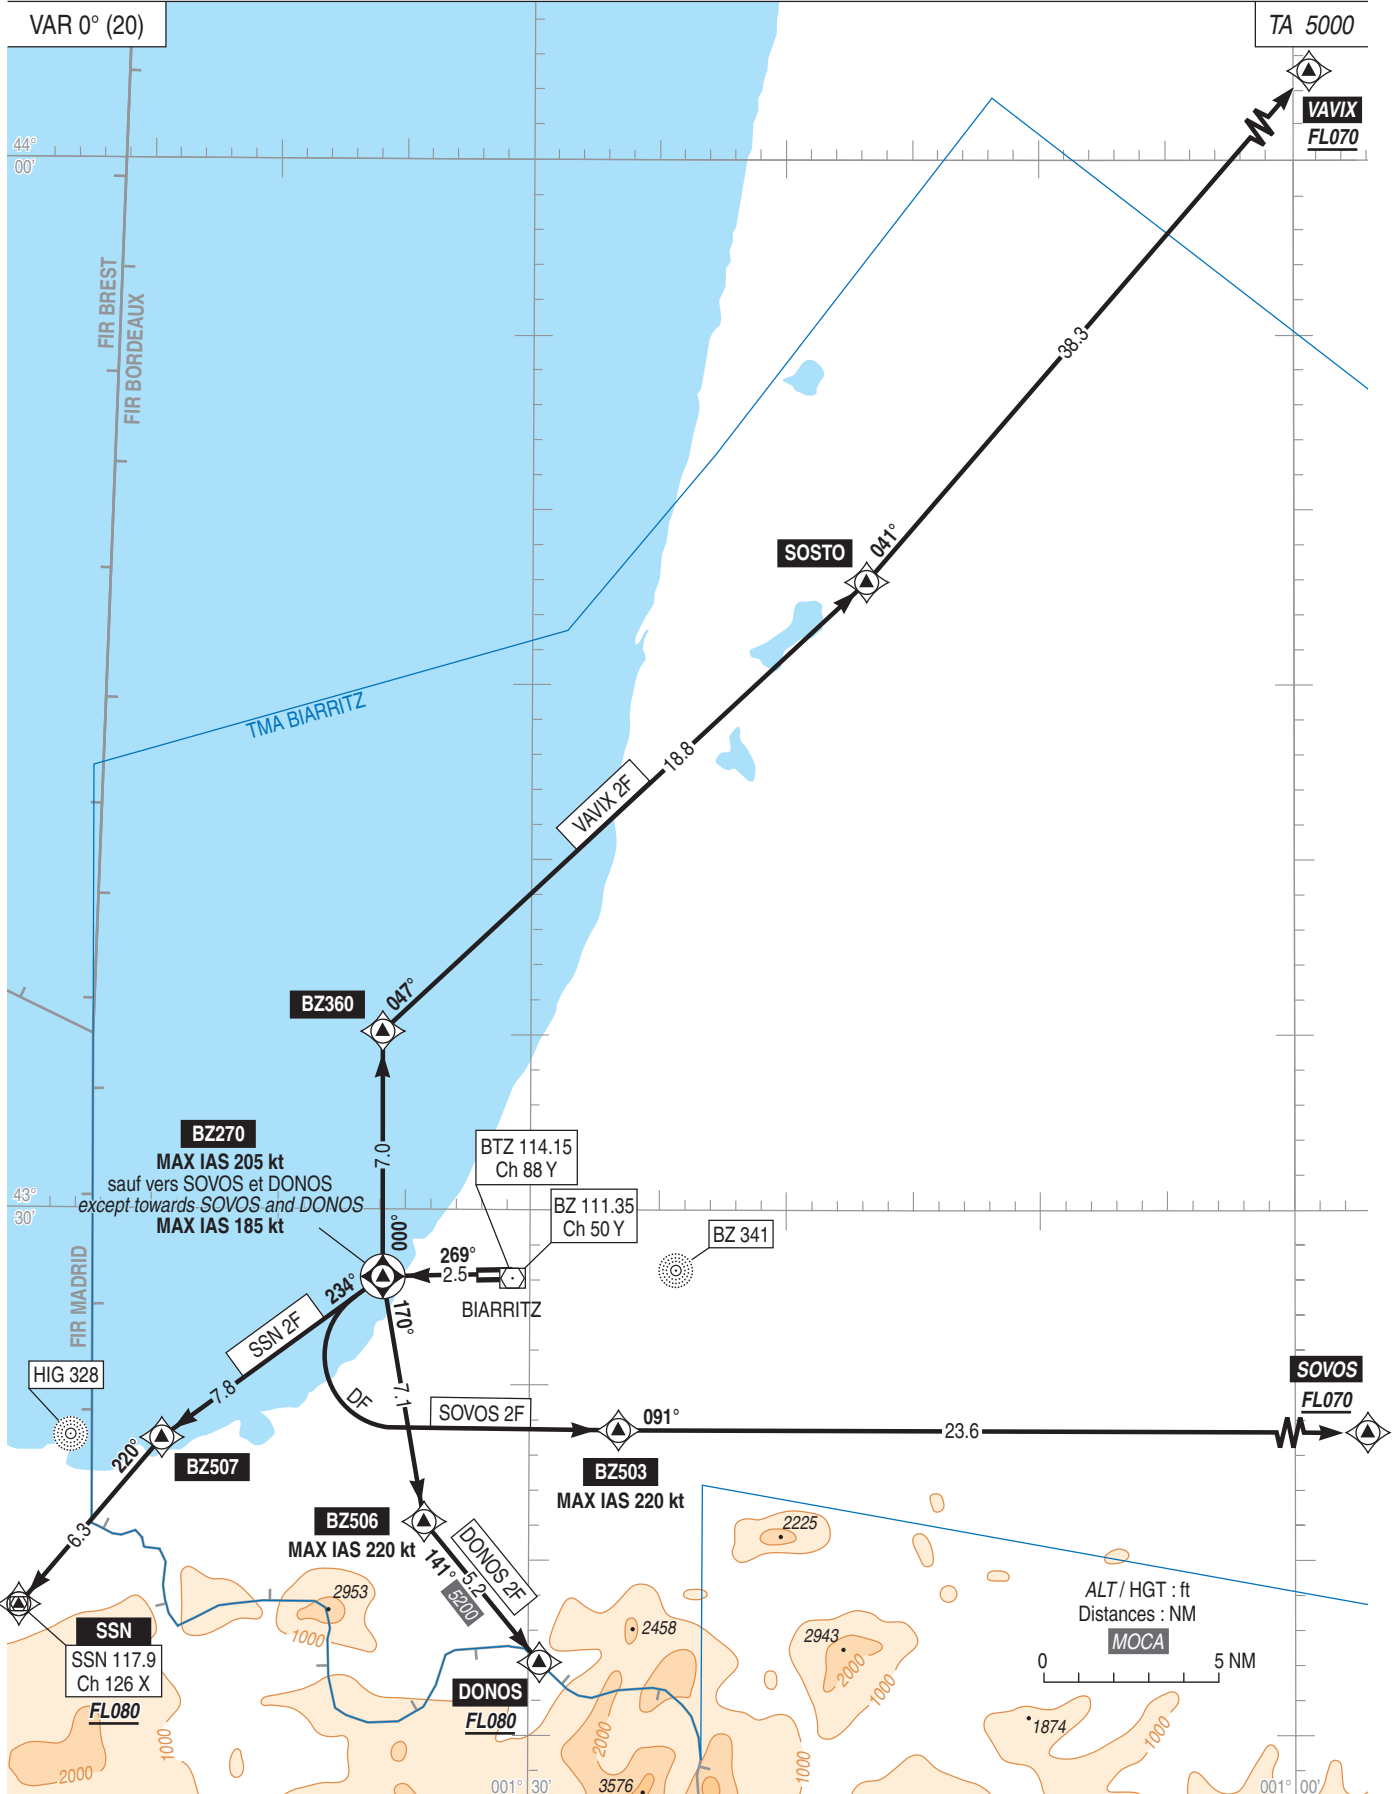 VAR 0° (20)
TA 5000
VAVIX
FL070
44°
00'
FIR BREST
FIR BORDEAUX
38.3
SOSTO
041°
TMA BIARRITZ
18.8
VAVIX 2F
BZ360
047°
7.0
BZ270
MAX IAS 205 kt
sauf vers SOVOS et DONOS
except towards SOVOS and DONOS
MAX IAS 185 kt
BTZ 114.15
Ch 88 Y
BZ 111.35
Ch 50 Y
BZ 341
43°
30'
000°
269°
2.5
BIARRITZ
FIR MADRID
234°
170°
SSN 2F
HIG 328
7.8
7.1
DF
SOVOS 2F
091°
23.6
SOVOS
FL070
220°
BZ507
BZ503
MAX IAS 220 kt
BZ506
MAX IAS 220 kt
6.3
DONOS 2F
141°
5.2
5200
2225
2953
1000
2458
2943
2000
1000
ALT / HGT : ft
Distances : NM
MOCA
0
5 NM
SSN
SSN 117.9
Ch 126 X
FL080
DONOS
FL080
1874
1000
1000
2000
2000
1000
3576
001° 30'
001° 00'